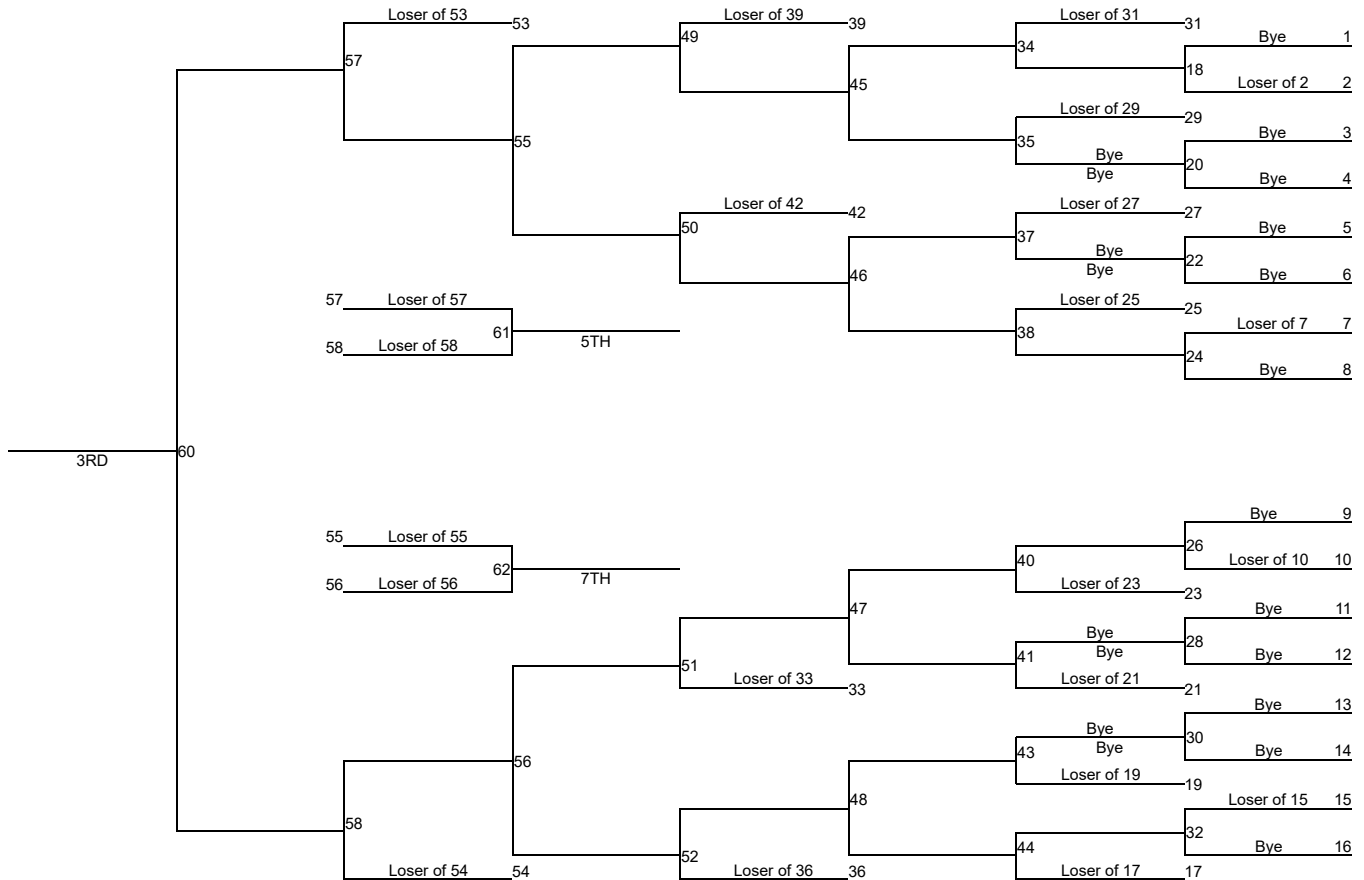 Loser of 53 53 Loser of 39 39 Loser of 31 31
49 34 Bye 1
57 18
45 Loser of 2 2
Loser of 29 29
55 35 Bye 3
Bye 20
Bye Bye 4
Loser of 42 42 Loser of 27 27
50 37 Bye 5
Bye 22
46 Bye Bye 6
57 Loser of 57 Loser of 25 25
61 38 Loser of 7 7
58 Loser of 58 5TH 24
Bye 8
60
3RD
Bye 9
55 Loser of 55 26
40 Loser of 10 10
62
56 Loser of 56 7TH Loser of 23 23
47 Bye 11
Bye 28
51 41 Bye Bye 12
Loser of 33 33 Loser of 21 21
Bye 13
Bye 30
43 Bye Bye 14
56 Loser of 19 19
48 Loser of 15 15
58 32
52 44 Bye 16
Loser of 54 54 Loser of 36 36 Loser of 17 17